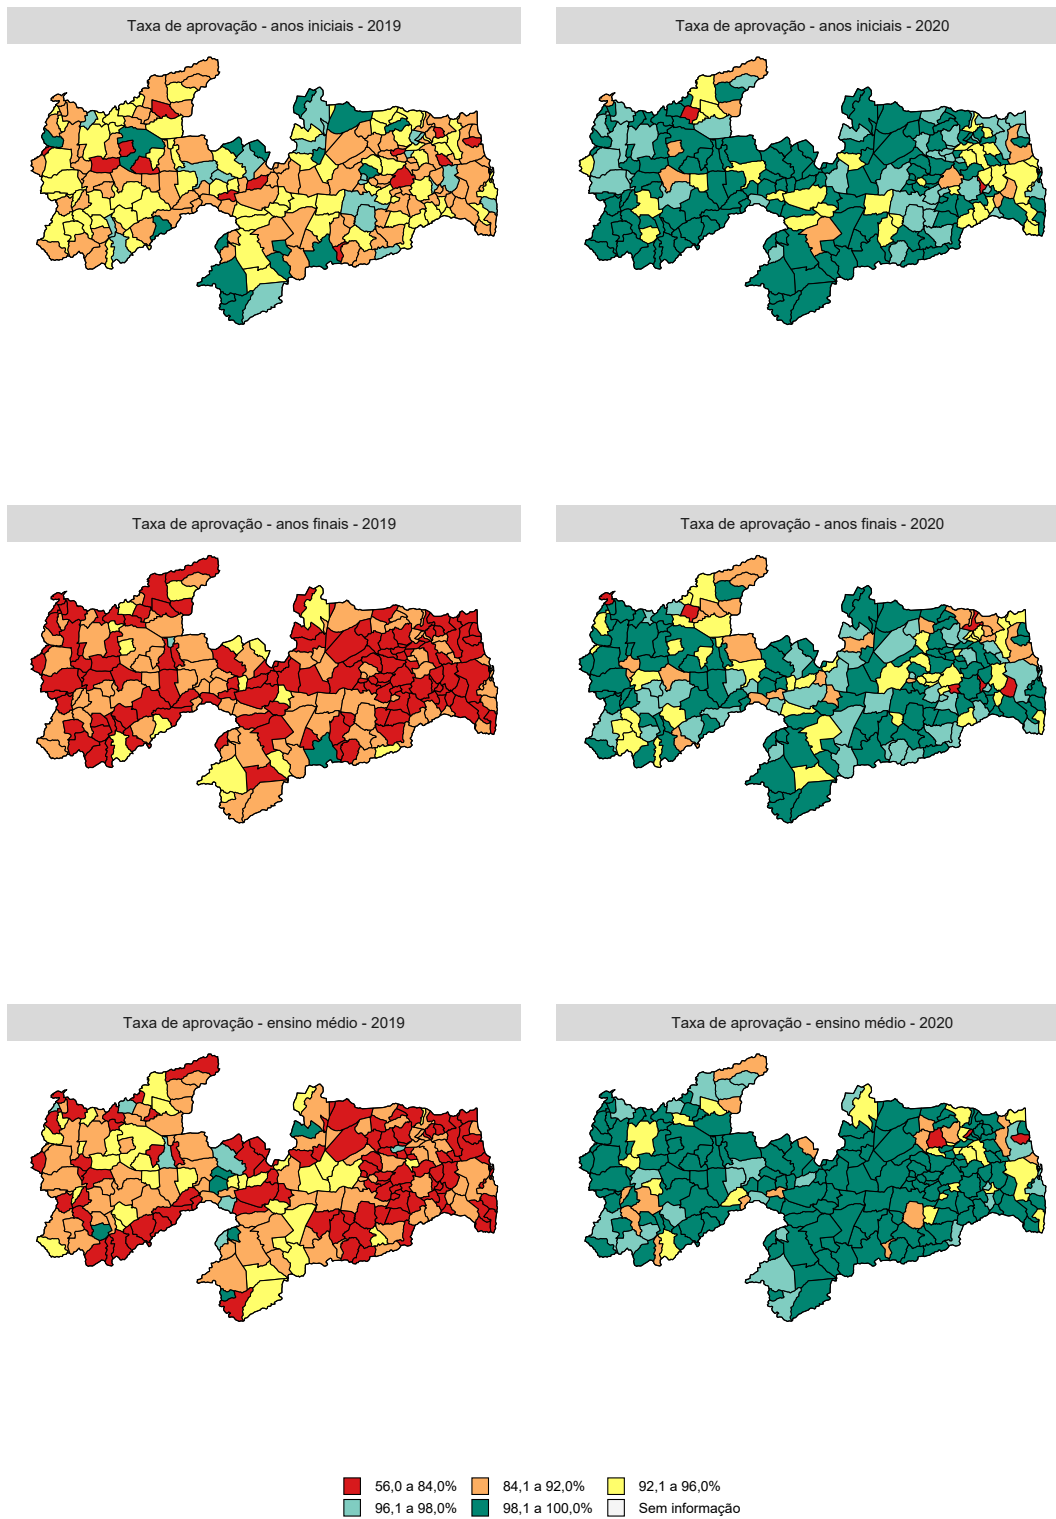 Taxa de aprovação - anos iniciais - 2019
Taxa de aprovação - anos iniciais - 2020
Taxa de aprovação - anos finais - 2019
Taxa de aprovação - anos finais - 2020
Taxa de aprovação - ensino médio - 2019
Taxa de aprovação - ensino médio - 2020
56,0 a 84,0% 84,1 a 92,0% 92,1 a 96,0%
96,1 a 98,0% 98,1 a 100,0% Sem informação